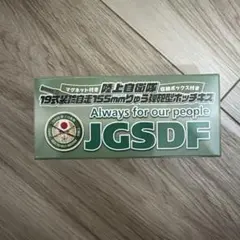 マグネット付き 収納ボックス付き
陸上自衛隊
19式装輪自走155mmりゅう弾砲型ホッチキス
Always for our people
JGSDF